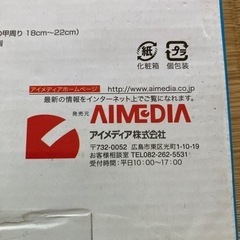 の甲周り 18cm〜22cm)
紙
化粧箱
プラ
個包装
アイメディアホームページ
http://www.aimedia.co.jp
最新の情報をインターネット上でご覧になれます。
発売元
AIMEDIA
アイメディア株式会社
〒732-0052 広島市東区光町1-10-19
お客様相談室 TEL082-262-5531
受付時間:平日10:00〜17:00